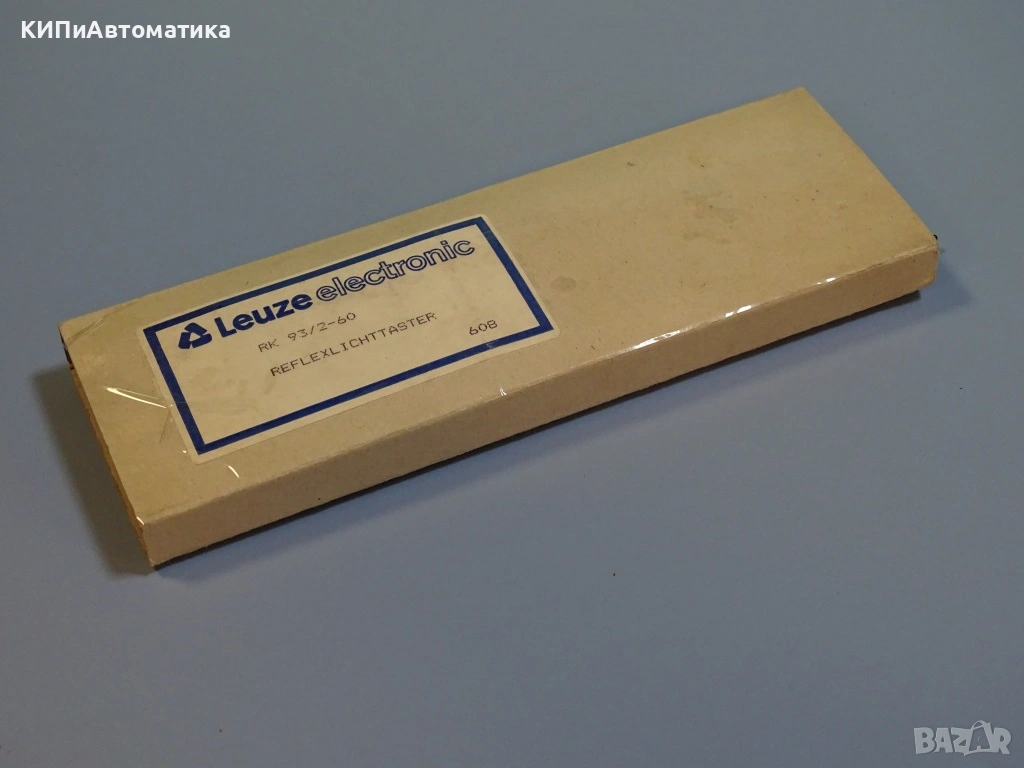 КИПиАвтоматика
Leuze electronic
RK 93/2-60
REFLEXLICHTTASTER 608
BAZAR